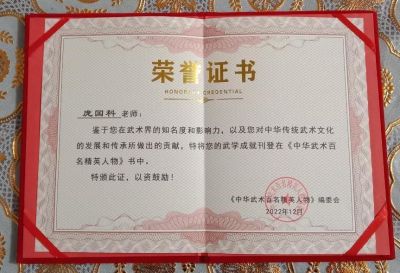 荣誉证书
HONORARY CREDENTIAL
庞国科 老师：
鉴于您在武术界的知名度和影响力，以及您对中华传统武术文化
的发展和传承所做出的贡献。特将您的武学成就刊登在《中华武术百
名精英人物》书中。
特颁此证，以资鼓励！
《中华武术百名精英人物》编委会
2022年12月